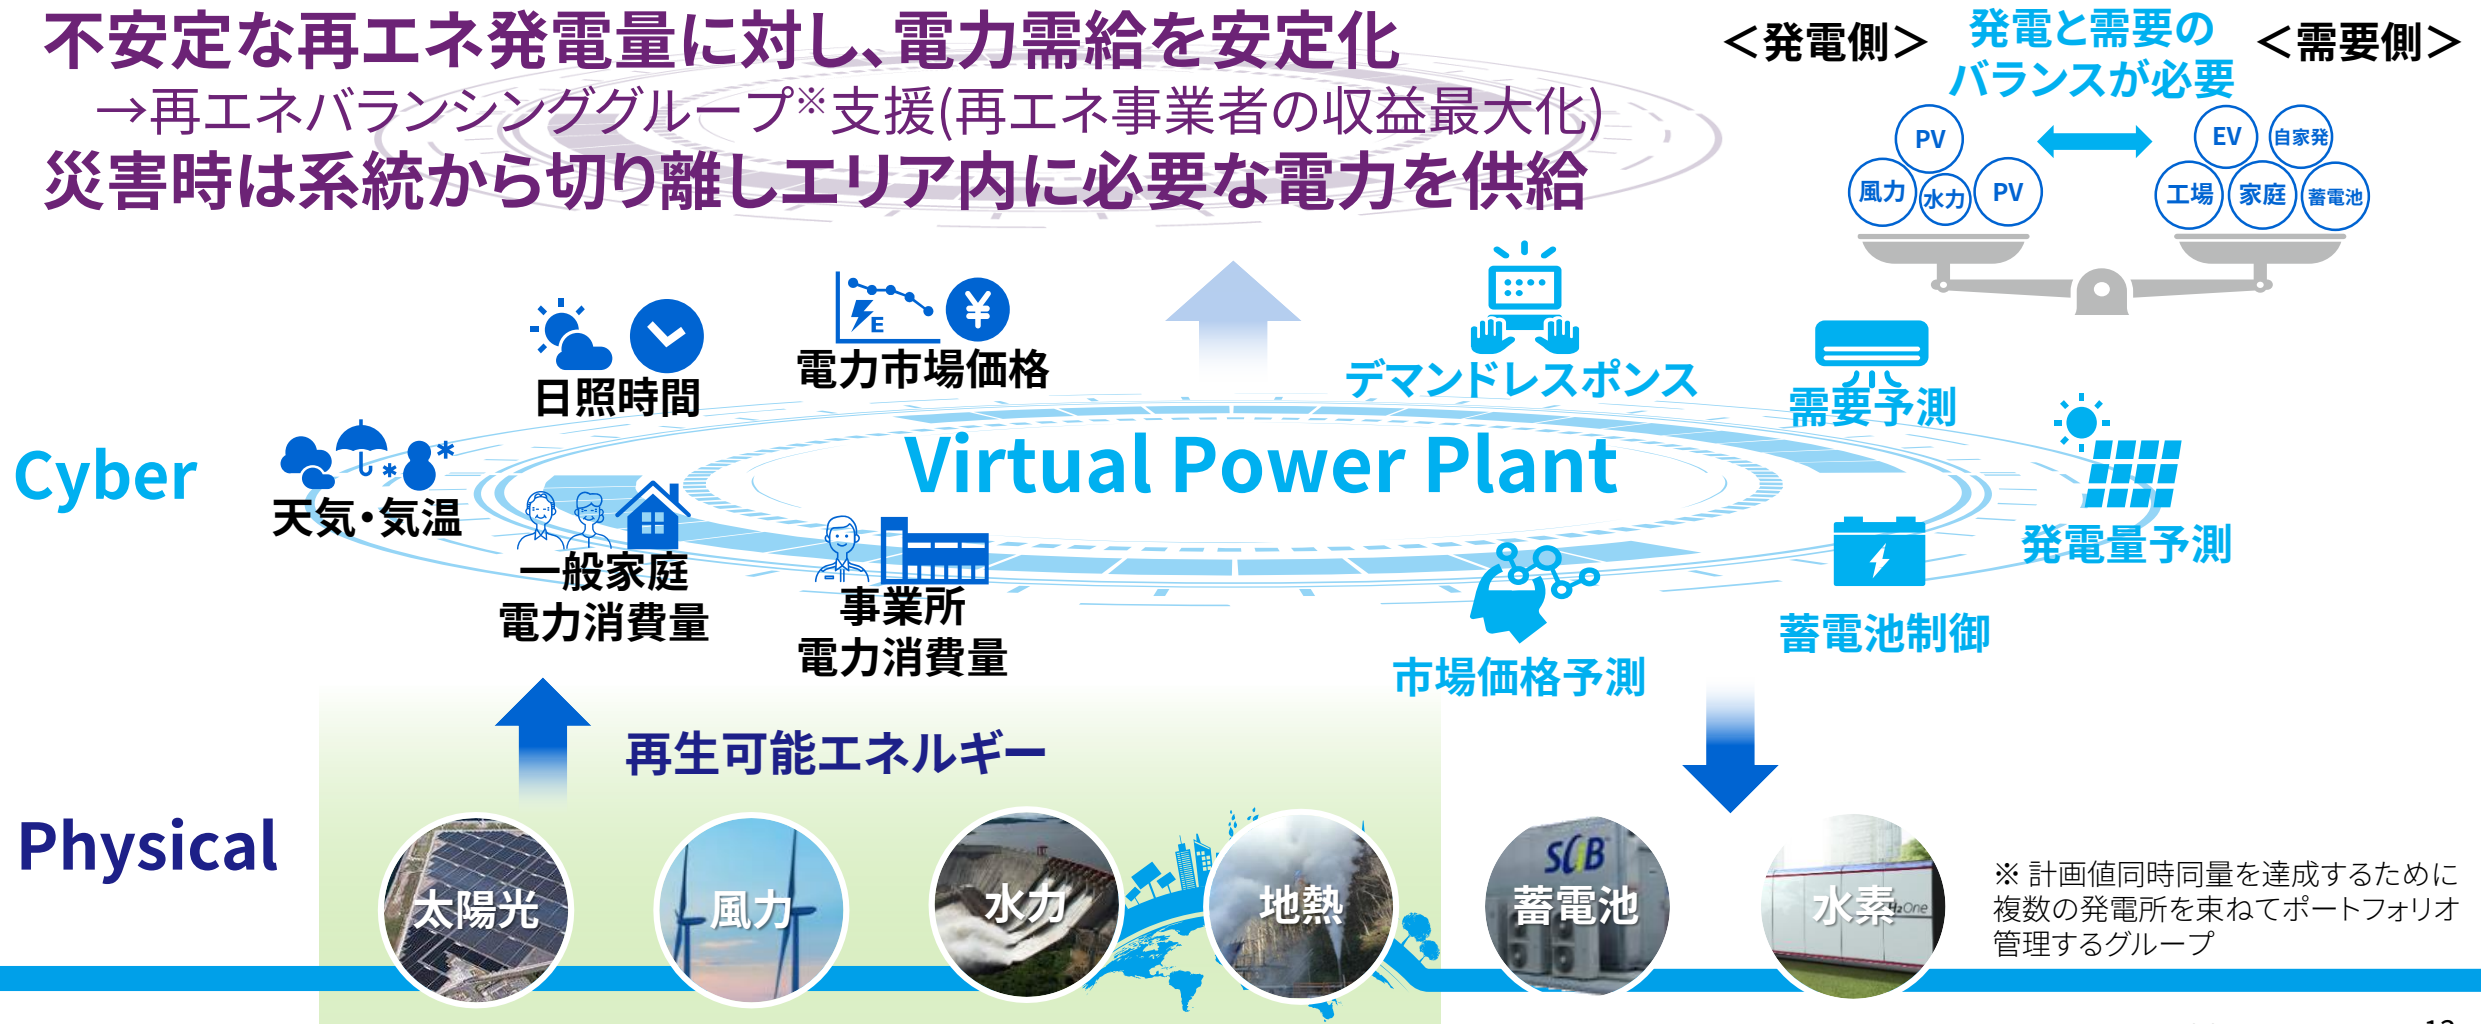 不安定な再エネ発電量に対し、電力需給を安定化
→再エネバランシンググループ※支援(再エネ事業者の収益最大化)
災害時は系統から切り離しエリア内に必要な電力を供給
＜発電側＞
発電と需要の
バランスが必要
＜需要側＞
PV
風力
水力
PV
EV
自家発
工場
家庭
蓄電池
E
¥
日照時間
電力市場価格
デマンドレスポンス
需要予測
Cyber
天気・気温
Virtual Power Plant
発電量予測
一般家庭
電力消費量
事業所
電力消費量
市場価格予測
蓄電池制御
再生可能エネルギー
Physical
太陽光
風力
水力
地熱
SCiB
蓄電池
水素
H2One
※ 計画値同時同量を達成するために
複数の発電所を束ねてポートフォリオ
管理するグループ